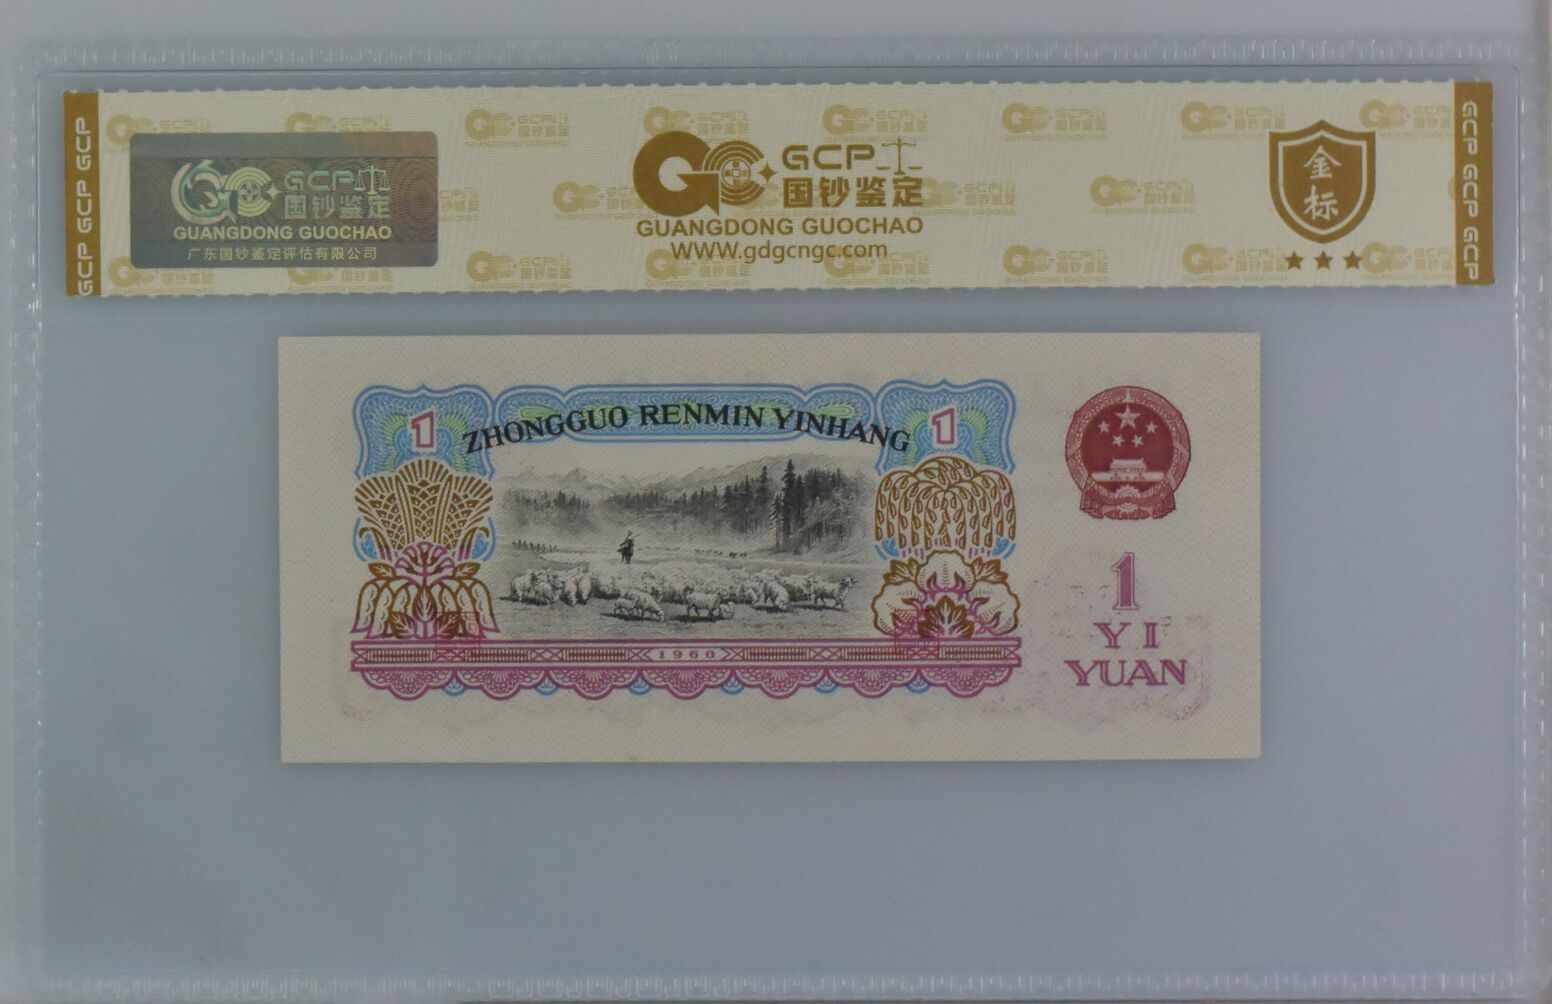 GCP GCP GCP
GCP
国钞鉴定
GUANGDONG GUOCHAO
广东国钞鉴定评估有限公司
GCP
国钞鉴定
GUANGDONG GUOCHAO
WWW.gdgcngc.com
金
标
GCP GCP GCP
1
ZHONGGUO RENMIN YINHANG
1
1960
1
YI
YUAN